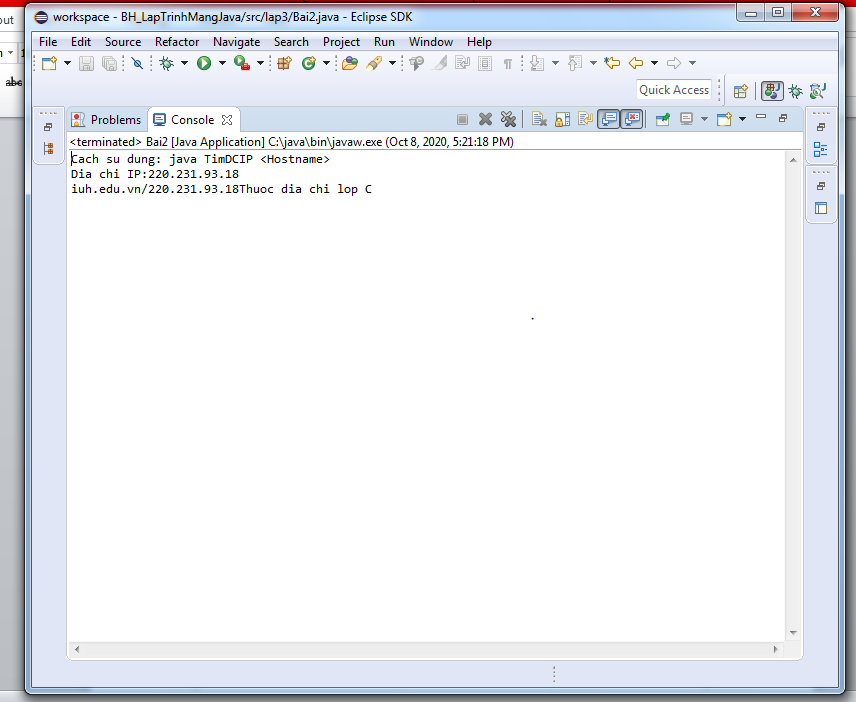 out
workspace - BH_LapTrinhMangJava/src/lap3/Bai2.java - Eclipse SDK
File Edit Source Refactor Navigate Search Project Run Window Help
abc
Quick Access
Problems Console
<terminated> Bai2 [Java Application] C:\java\bin\javaw.exe (Oct 8, 2020, 5:21:18 PM)
Cach su dung: java TimDCIP <Hostname>
Dia chi IP:220.231.93.18
iuh.edu.vn/220.231.93.18Thuoc dia chi lop C